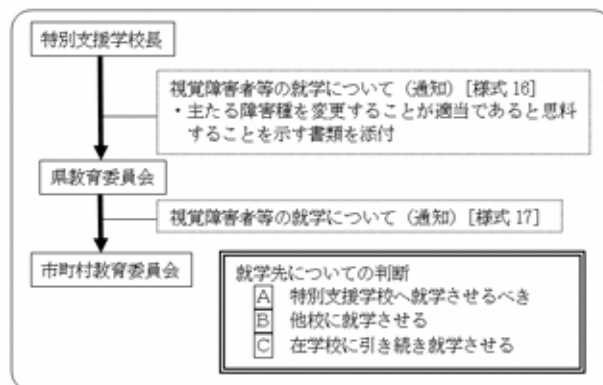 特別支援学校長
視覚障害者等の就学について（通知）［様式16］
・主たる障害種を変更することが適当であると思料
することを示す書類を添付
県教育委員会
視覚障害者等の就学について（通知）［様式17］
市町村教育委員会
就学先についての判断
A 特別支援学校へ就学させるべき
B 他校に就学させる
C 在学校に引き続き就学させる